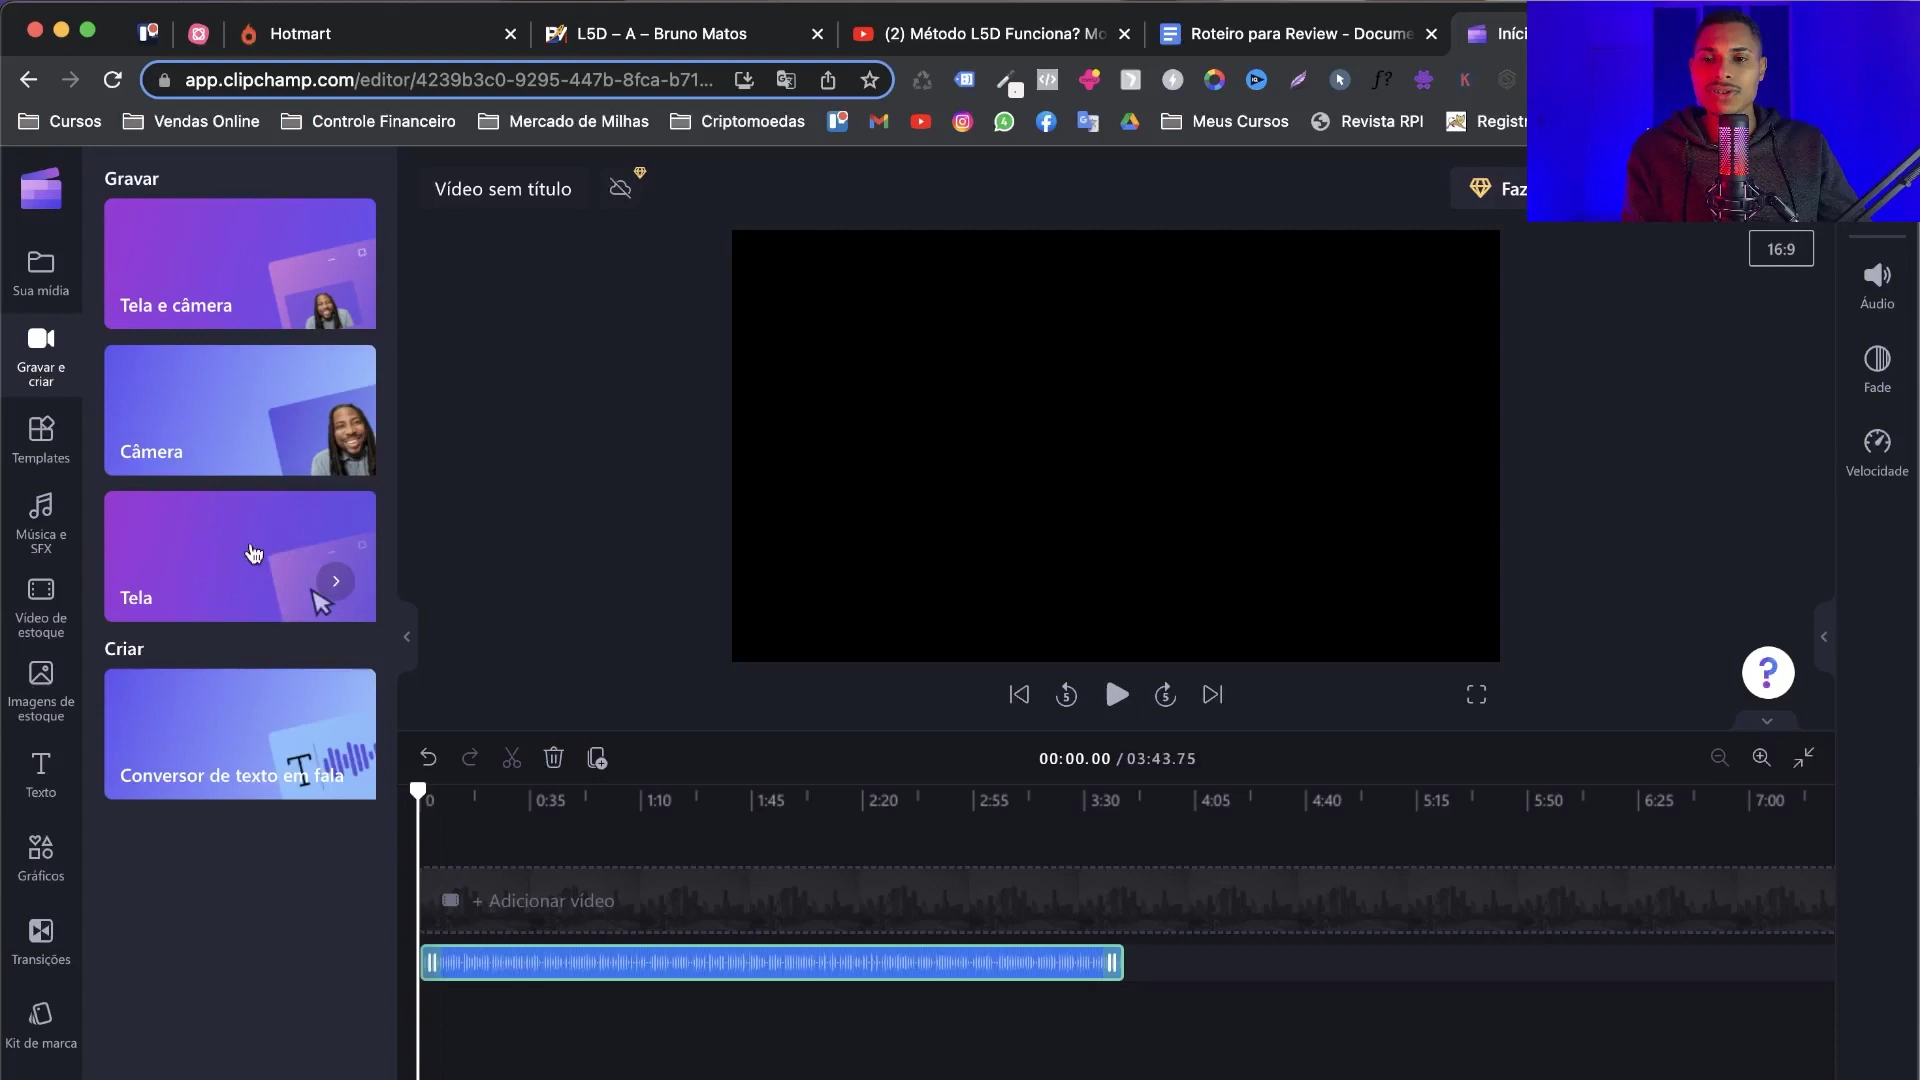 Hotmart
L5D – A – Bruno Matos
(2) Método L5D Funciona? Mo
Roteiro para Review - Docume
Iníci
app.clipchamp.com/editor/4239b3c0-9295-447b-8fca-b71...
Cursos
Vendas Online
Controle Financeiro
Mercado de Milhas
Criptomoedas
Meus Cursos
Revista RPI
Registr
Gravar
Tela e câmera
Câmera
Tela
Criar
Conversor de texto em fala
Sua mídia
Gravar e
criar
Templates
Música e
SFX
Vídeo de
estoque
Imagens de
estoque
Texto
Gráficos
Transições
Kit de marca
Vídeo sem título
Faz
16:9
Áudio
Fade
Velocidade
5
5
?
00:00.00 / 03:43.75
0
0:35
1:10
1:45
2:20
2:55
3:30
4:05
4:40
5:15
5:50
6:25
7:00
+ Adicionar vídeo